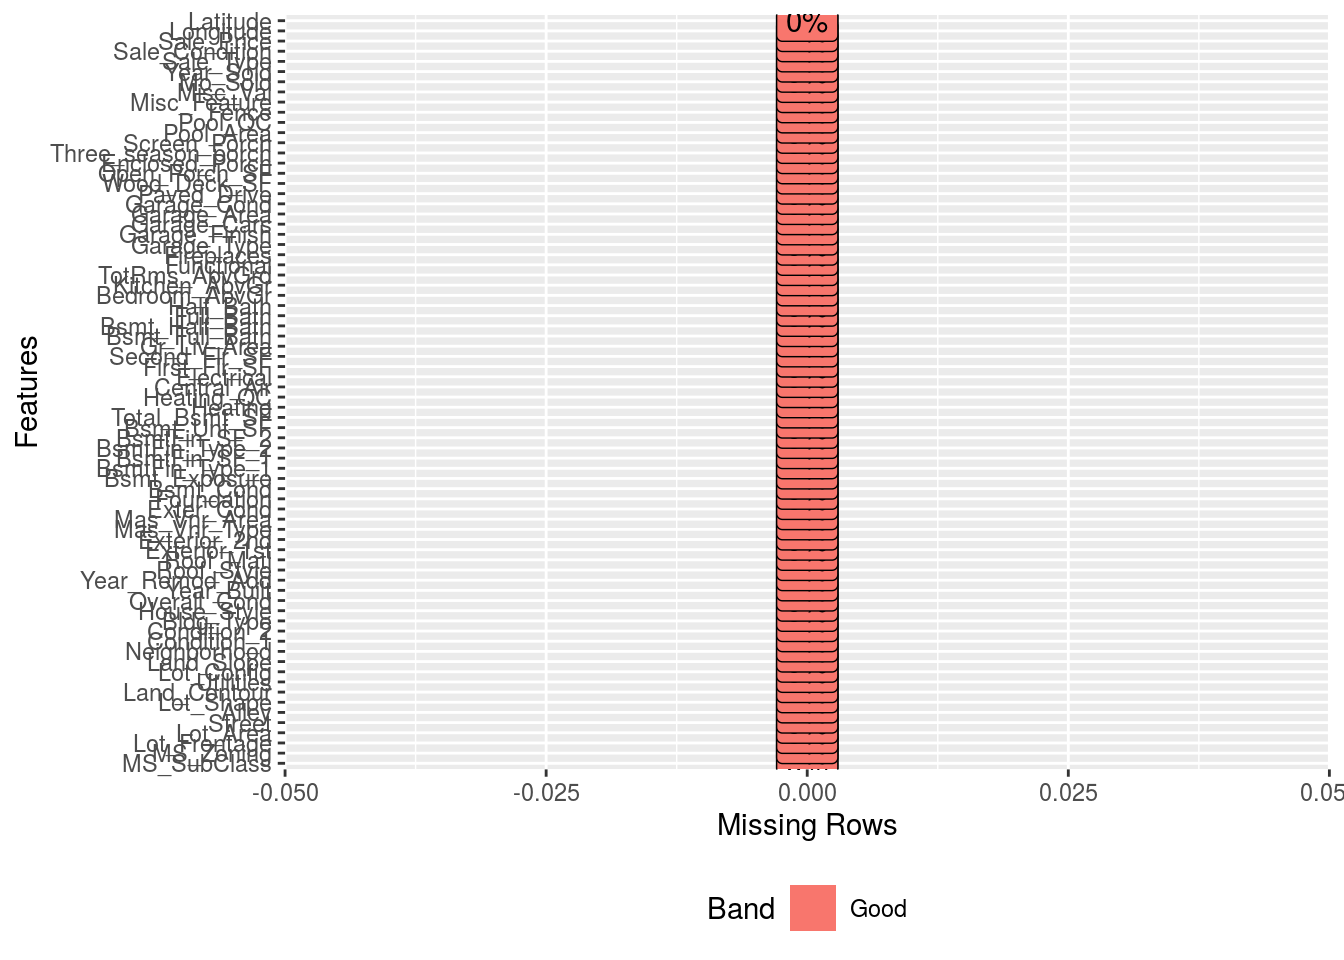 Latitude
Longitude
Sale_Price
Sale_Condition
Sale_Type
Year_Sold
Mo_Sold
Misc_Val
Misc_Feature
Fence
Pool_QC
Pool_Area
Screen_Porch
Three_season_porch
Enclosed_Porch
Open_Porch_SF
Wood_Deck_SF
Paved_Drive
Garage_Cond
Garage_Area
Garage_Cars
Garage_Finish
Garage_Type
Fireplaces
Functional
TotRms_AbvGrd
Kitchen_AbvGr
Bedroom_AbvGr
Half_Bath
Full_Bath
Bsmt_Half_Bath
Bsmt_Full_Bath
Gr_Liv_Area
Second_Flr_SF
First_Flr_SF
Electrical
Central_Air
Heating_QC
Heating
Total_Bsmt_SF
Bsmt_Unf_SF
BsmtFin_SF_2
BsmtFin_Type_2
BsmtFin_SF_1
BsmtFin_Type_1
Bsmt_Exposure
Bsmt_Cond
Foundation
Exter_Cond
Mas_Vnr_Area
Mas_Vnr_Type
Exterior_2nd
Exterior_1st
Roof_Matl
Roof_Style
Year_Remod_Add
Year_Built
Overall_Cond
House_Style
Bldg_Type
Condition_2
Condition_1
Neighborhood
Land_Slope
Lot_Config
Utilities
Land_Contour
Lot_Shape
Alley
Street
Lot_Area
Lot_Frontage
MS_Zoning
MS_SubClass
Features
0%
-0.050 -0.025 0.000 0.025 0.05
Missing Rows
Band Good